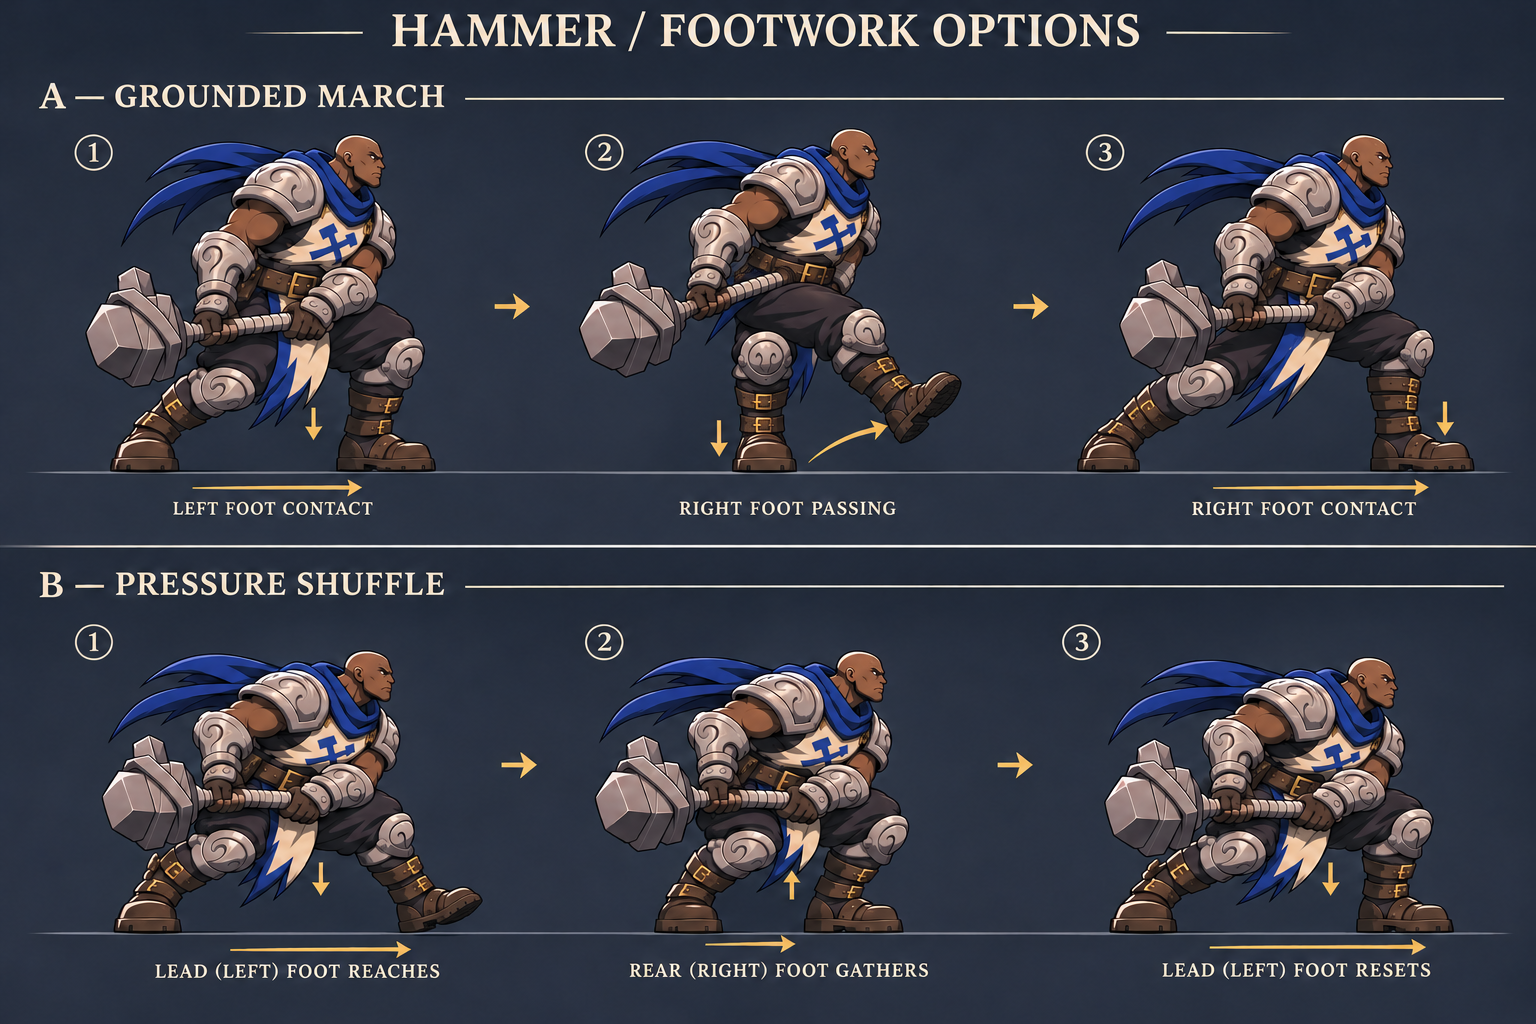 HAMMER / FOOTWORK OPTIONS
A — GROUNDED MARCH
1
2
3
LEFT FOOT CONTACT
RIGHT FOOT PASSING
RIGHT FOOT CONTACT
B — PRESSURE SHUFFLE
1
2
3
LEAD (LEFT) FOOT REACHES
REAR (RIGHT) FOOT GATHERS
LEAD (LEFT) FOOT RESETS